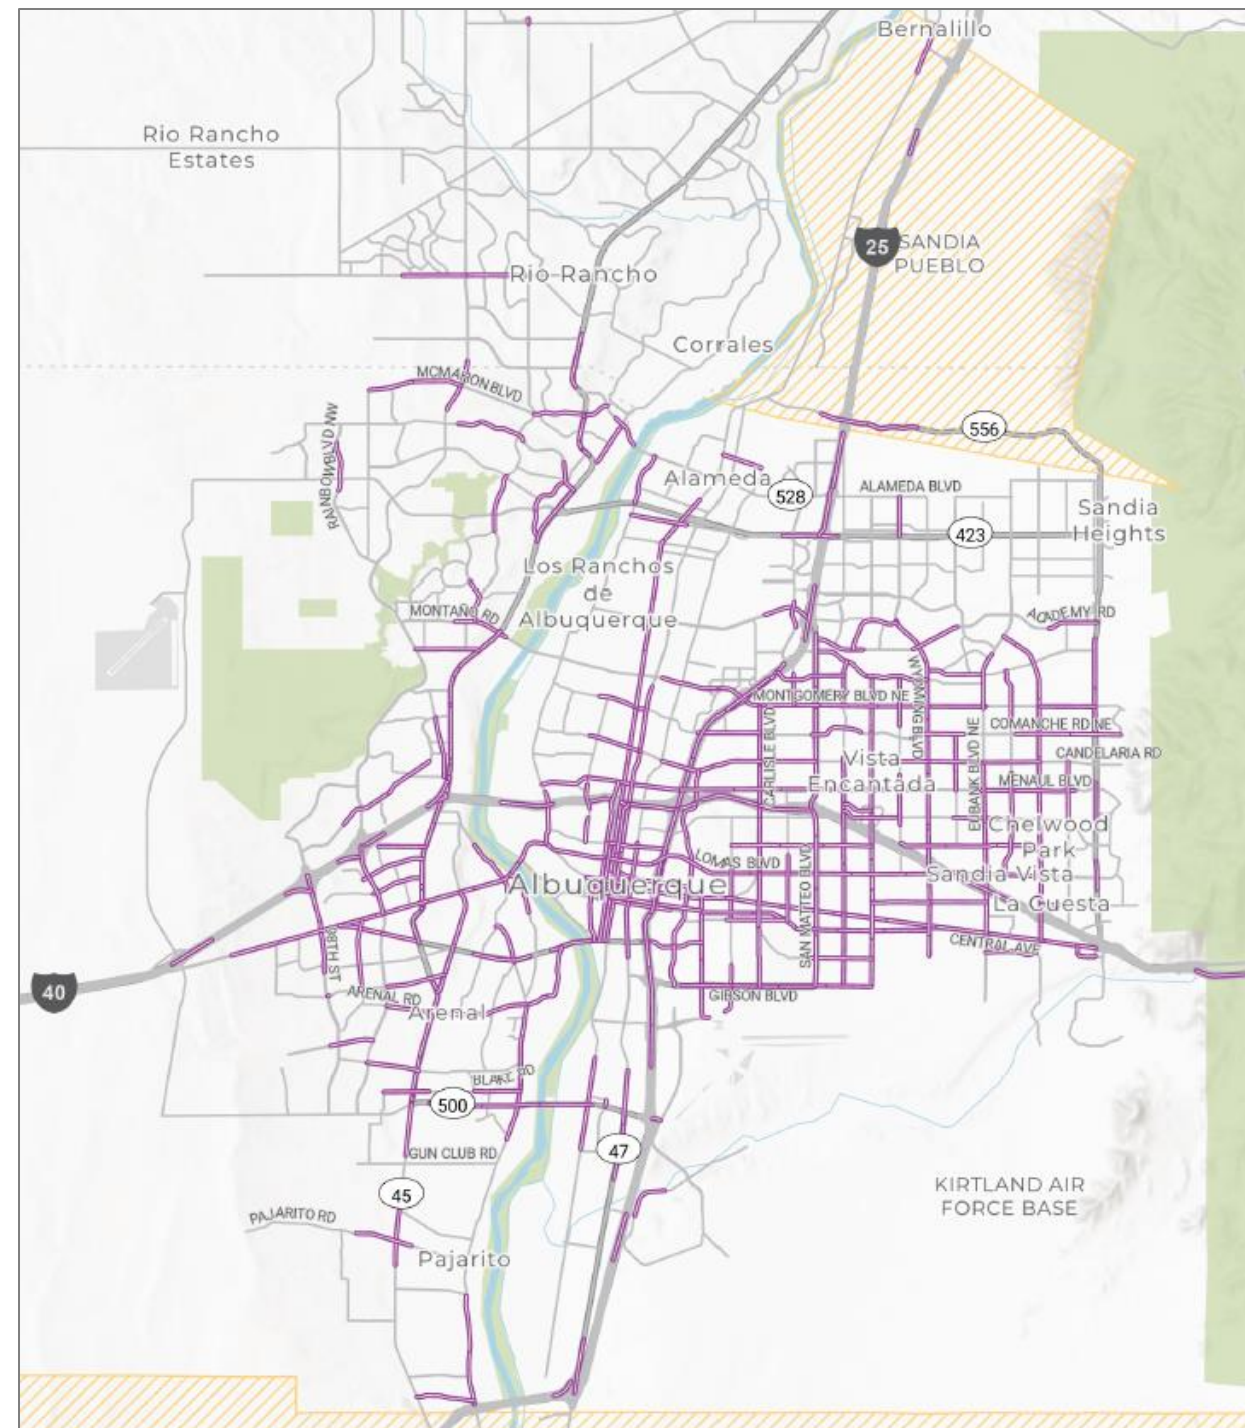 Bernalillo
Rio Rancho
Estates
25
SANDIA
PUEBLO
Rio Rancho
Corrales
MCMAHON BLVD
RAINBOW BLVD NW
556
Alameda
528
ALAMEDA BLVD
Sandia
Heights
423
Los Ranchos
de
Albuquerque
MONTAÑO RD
ACADEMY RD
WYOMING BLVD
MONTGOMERY BLVD NE
COMANCHE RD NE
CARLISLE BLVD
Vista
Encantada
CANDELARIA RD
EUBANK BLVD NE
MENAUL BLVD
Chelwood
Park
LOMAS BLVD
Albuquerque
SAN MATTEO BLVD
Sandia Vista
La Cuesta
98TH ST
CENTRAL AVE
40
ARENAL RD
Arenal
GIBSON BLVD
BLAKE RD
500
GUN CLUB RD
47
45
KIRTLAND AIR
FORCE BASE
PAJARITO RD
Pajarito